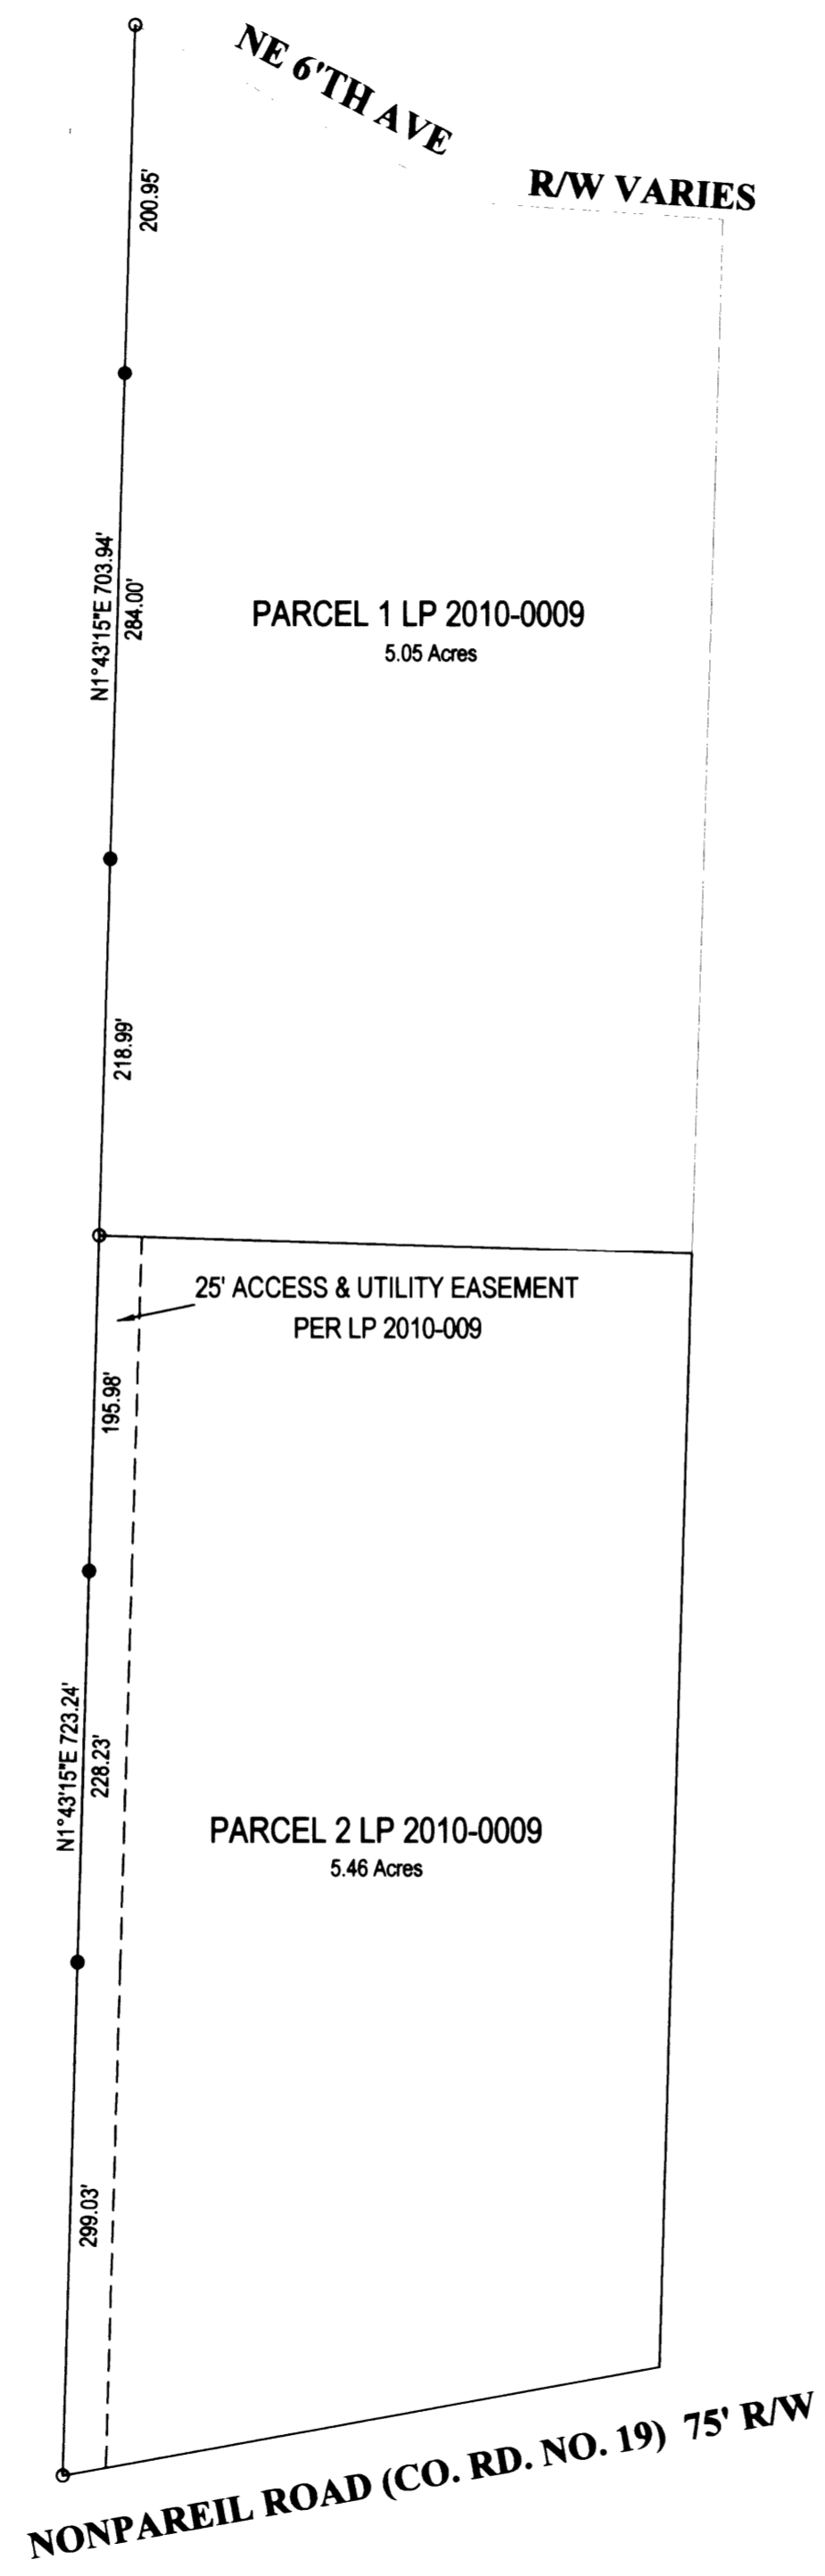 NE 6'TH AVE
R/W VARIES
200.95'
N1°43'15"E 703.94'
284.00'
PARCEL 1 LP 2010-0009
5.05 Acres
218.99'
25' ACCESS & UTILITY EASEMENT
PER LP 2010-009
195.98'
N1°43'15"E 723.24'
228.23'
PARCEL 2 LP 2010-0009
5.46 Acres
299.03'
NONPAREIL ROAD (CO. RD. NO. 19) 75' R/W